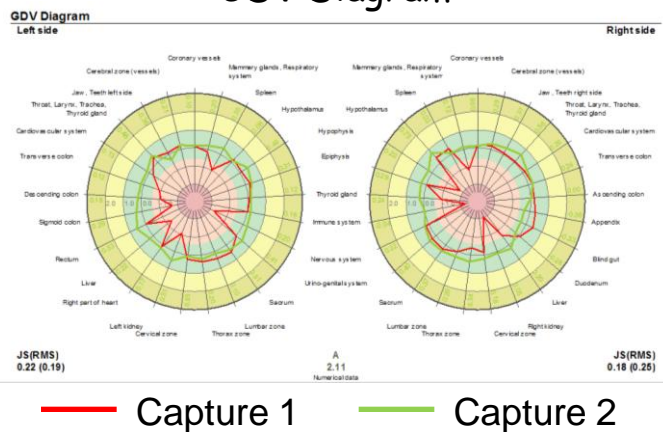 GDV Diagram
GDV Diagram
Left side
Right side
Coronary vessels
Cerebral zone (vessels)
Mammery glands, Respiratory
system
Jaw, Teeth left side
Spleen
Throat, Larynx, Trachea,
Thyroid gland
Hypothalamus
Cardiovascular system
Hypophysis
Transverse colon
Epiphysis
Descending colon
Thyroid gland
Sigmoid colon
Immune system
Rectum
Nervous system
Liver
Urino-genital system
Right part of heart
Sacrum
Left kidney
Lumbar zone
Cervical zone
Thorax zone
Coronary vessels
Mammery glands, Respiratory
system
Cerebral zone (vessels)
Spleen
Jaw, Teeth right side
Hypothalamus
Throat, Larynx, Trachea,
Thyroid gland
Cardiovascular system
Transverse colon
Ascending colon
Appendix
Blind gut
Duodenum
Sacrum
Liver
Lumbar zone
Right kidney
Thorax zone
Cervical zone
JS(RMS)
0.22 (0.19)
A
2.11
Numerical data
JS(RMS)
0.18 (0.25)
Capture 1
Capture 2